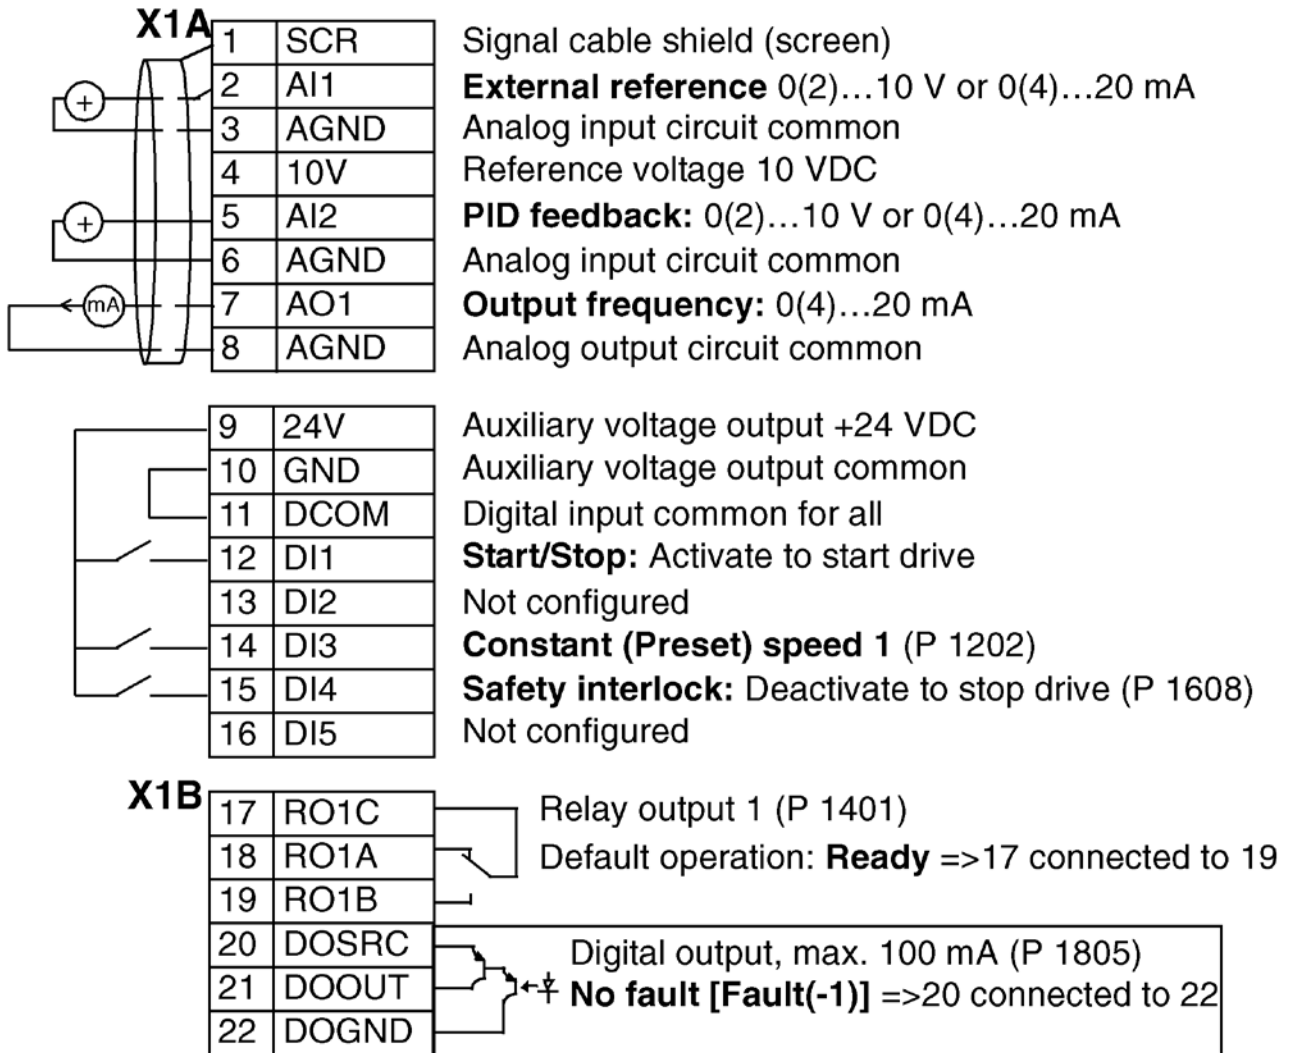 X1A
1 SCR Signal cable shield (screen)
2 AI1 External reference 0(2)…10 V or 0(4)…20 mA
+
3 AGND Analog input circuit common
4 10V Reference voltage 10 VDC
+ 5 AI2 PID feedback: 0(2)…10 V or 0(4)…20 mA
6 AGND Analog input circuit common
mA 7 AO1 Output frequency: 0(4)…20 mA
8 AGND Analog output circuit common
9 24V Auxiliary voltage output +24 VDC
10 GND Auxiliary voltage output common
11 DCOM Digital input common for all
12 DI1 Start/Stop: Activate to start drive
13 DI2 Not configured
14 DI3 Constant (Preset) speed 1 (P 1202)
15 DI4 Safety interlock: Deactivate to stop drive (P 1608)
16 DI5 Not configured
X1B
17 RO1C Relay output 1 (P 1401)
18 RO1A Default operation: Ready =>17 connected to 19
19 RO1B
20 DOSRC Digital output, max. 100 mA (P 1805)
21 DOOUT No fault [Fault(-1)] =>20 connected to 22
22 DOGND